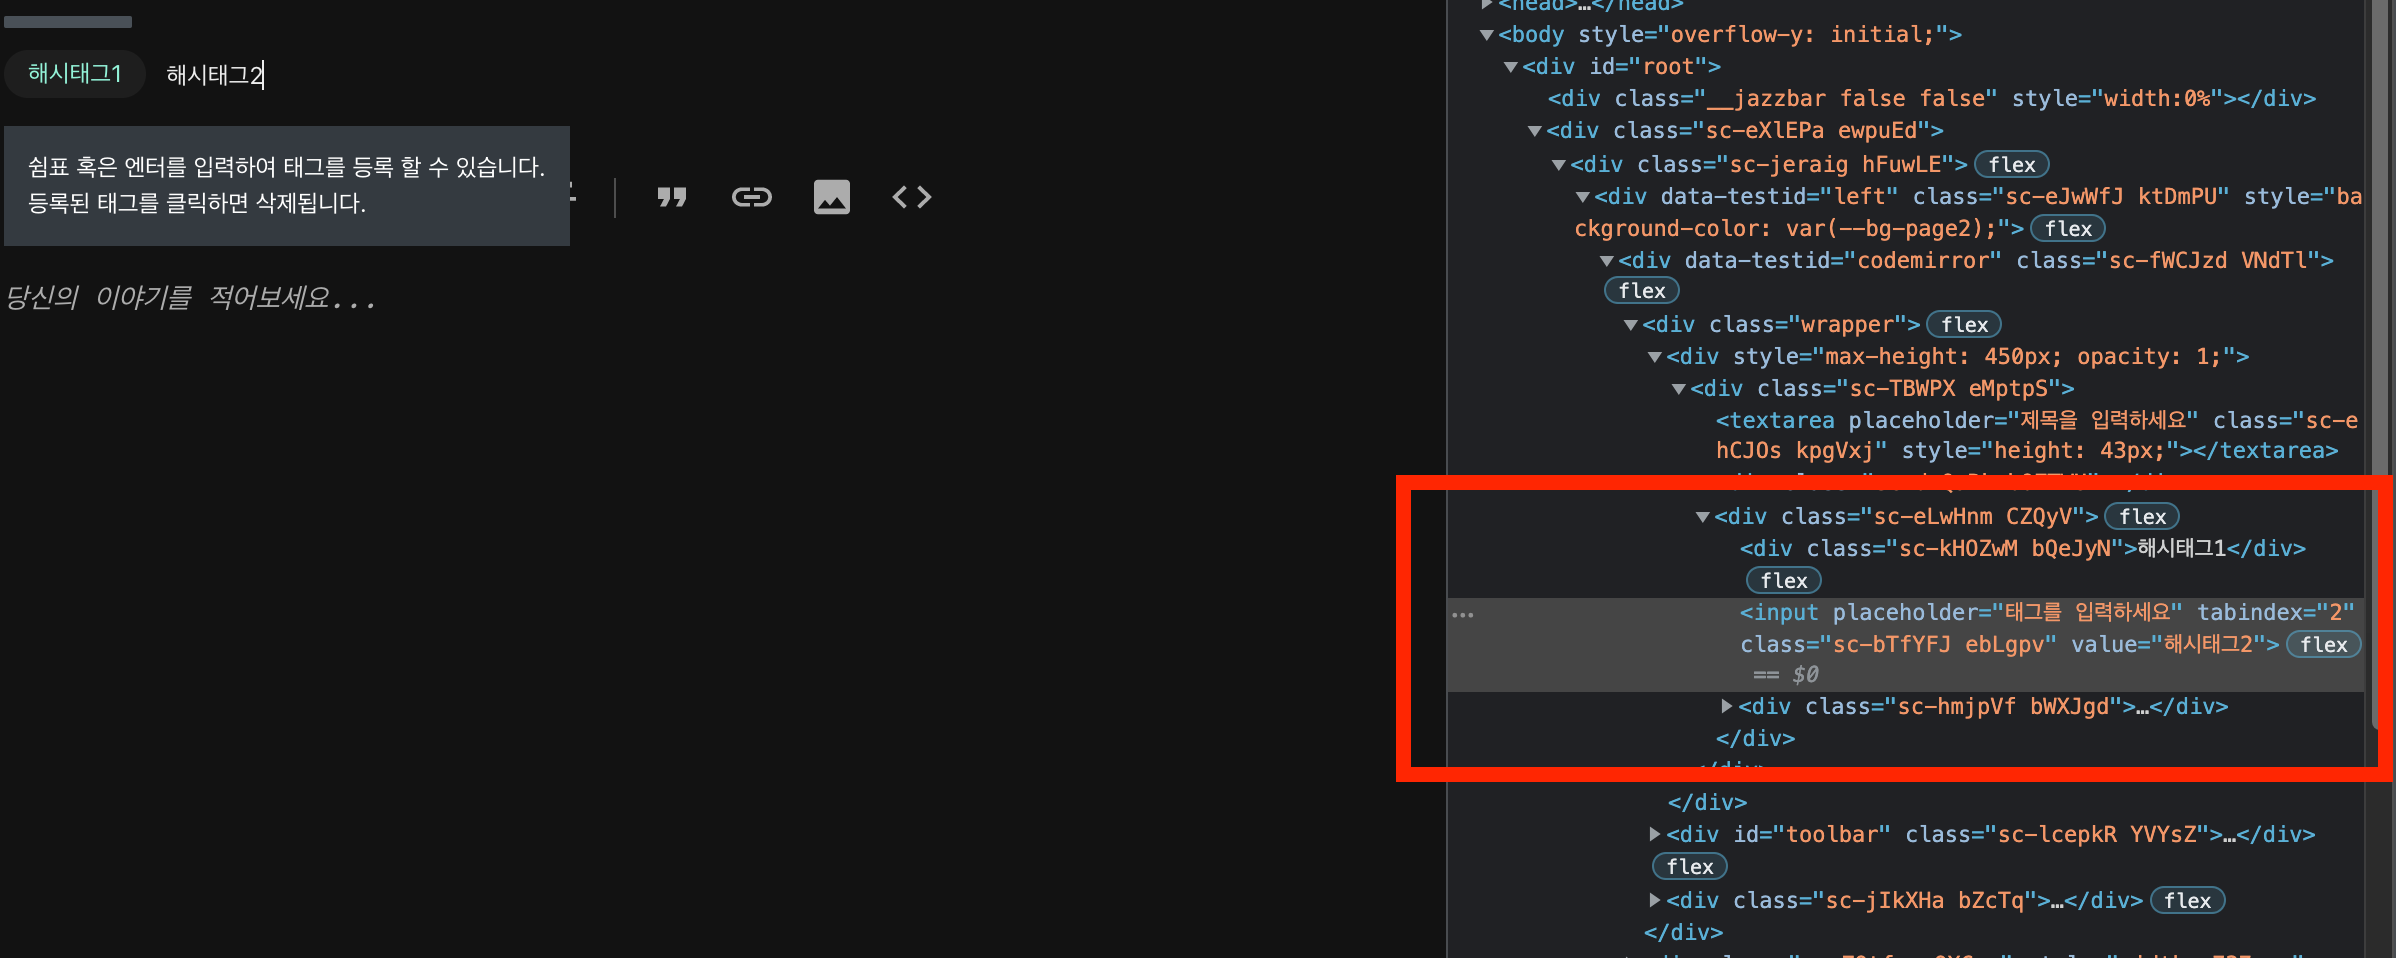 해시태그1 해시태그2
쉼표 혹은 엔터를 입력하여 태그를 등록 할 수 있습니다.
등록된 태그를 클릭하면 삭제됩니다.
당신의 이야기를 적어보세요...
<head>…</head>
<body style="overflow-y: initial;">
<div id="root">
<div class="__jazzbar false false" style="width:0%"></div>
<div class="sc-eXlEPa ewpuEd">
<div class="sc-jeraig hFuwLE"> flex
<div data-testid="left" class="sc-eJwWfJ ktDmPU" style="ba
ckground-color: var(--bg-page2);"> flex
<div data-testid="codemirror" class="sc-fWCJzd VNdTl">
flex
<div class="wrapper"> flex
<div style="max-height: 450px; opacity: 1;">
<div class="sc-TBWPX eMptpS">
<textarea placeholder="제목을 입력하세요" class="sc-e
hCJOs kpgVxj" style="height: 43px;"></textarea>
<div class="sc-eLwHnm CZQyV"> flex
<div class="sc-kHOZwM bQeJyN">해시태그1</div>
flex
<input placeholder="태그를 입력하세요" tabindex="2"
class="sc-bTfYFJ ebLgpv" value="해시태그2"> flex
== $0
<div class="sc-hmjpVf bWXJgd">…</div>
</div>
</div>
</div>
<div id="toolbar" class="sc-lcepkR YVYsZ">…</div>
flex
<div class="sc-jIkXHa bZcTq">…</div> flex
</div>